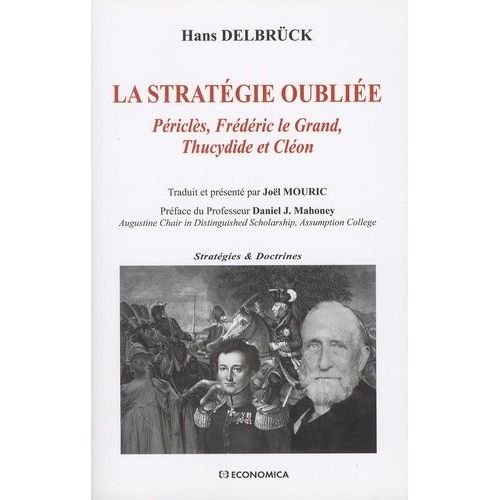 Hans DELBRÜCK
LA STRATÉGIE OUBLIÉE
Périclès, Frédéric le Grand,
Thucydide et Cléon
Traduit et présenté par Joël MOURIC
Préface du Professeur Daniel J. Mahoney
Augustine Chair in Distinguished Scholarship, Assumption College
Stratégies & Doctrines
ECONOMICA